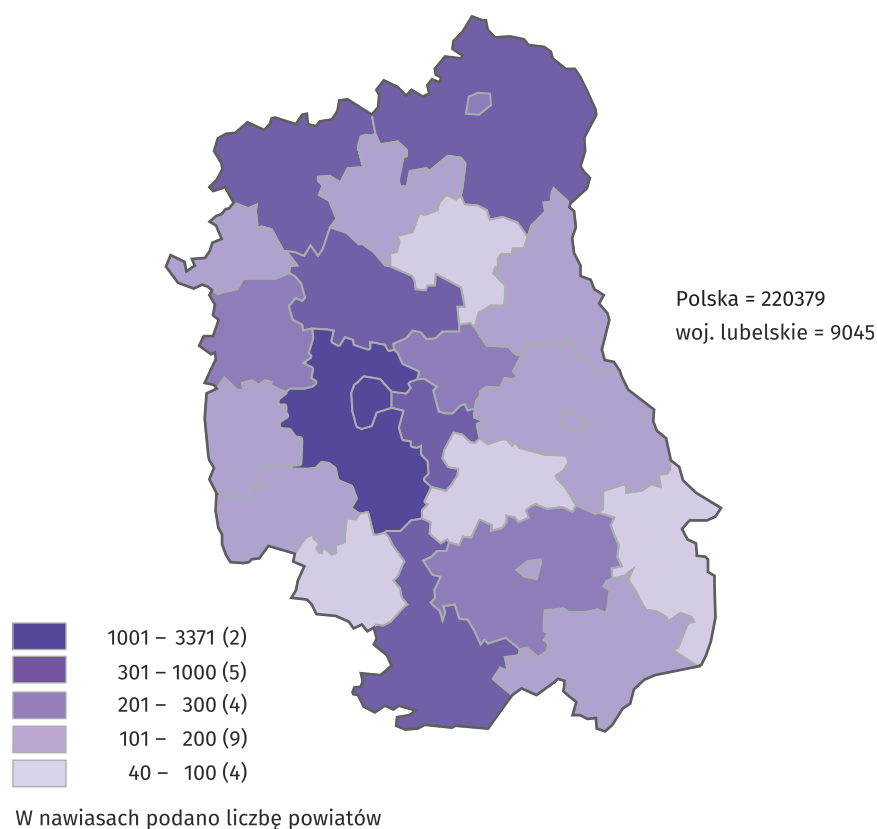 Polska = 220379
woj. lubelskie = 9045
1001 – 3371 (2)
301 – 1000 (5)
201 – 300 (4)
101 – 200 (9)
40 – 100 (4)
W nawiasach podano liczbę powiatów